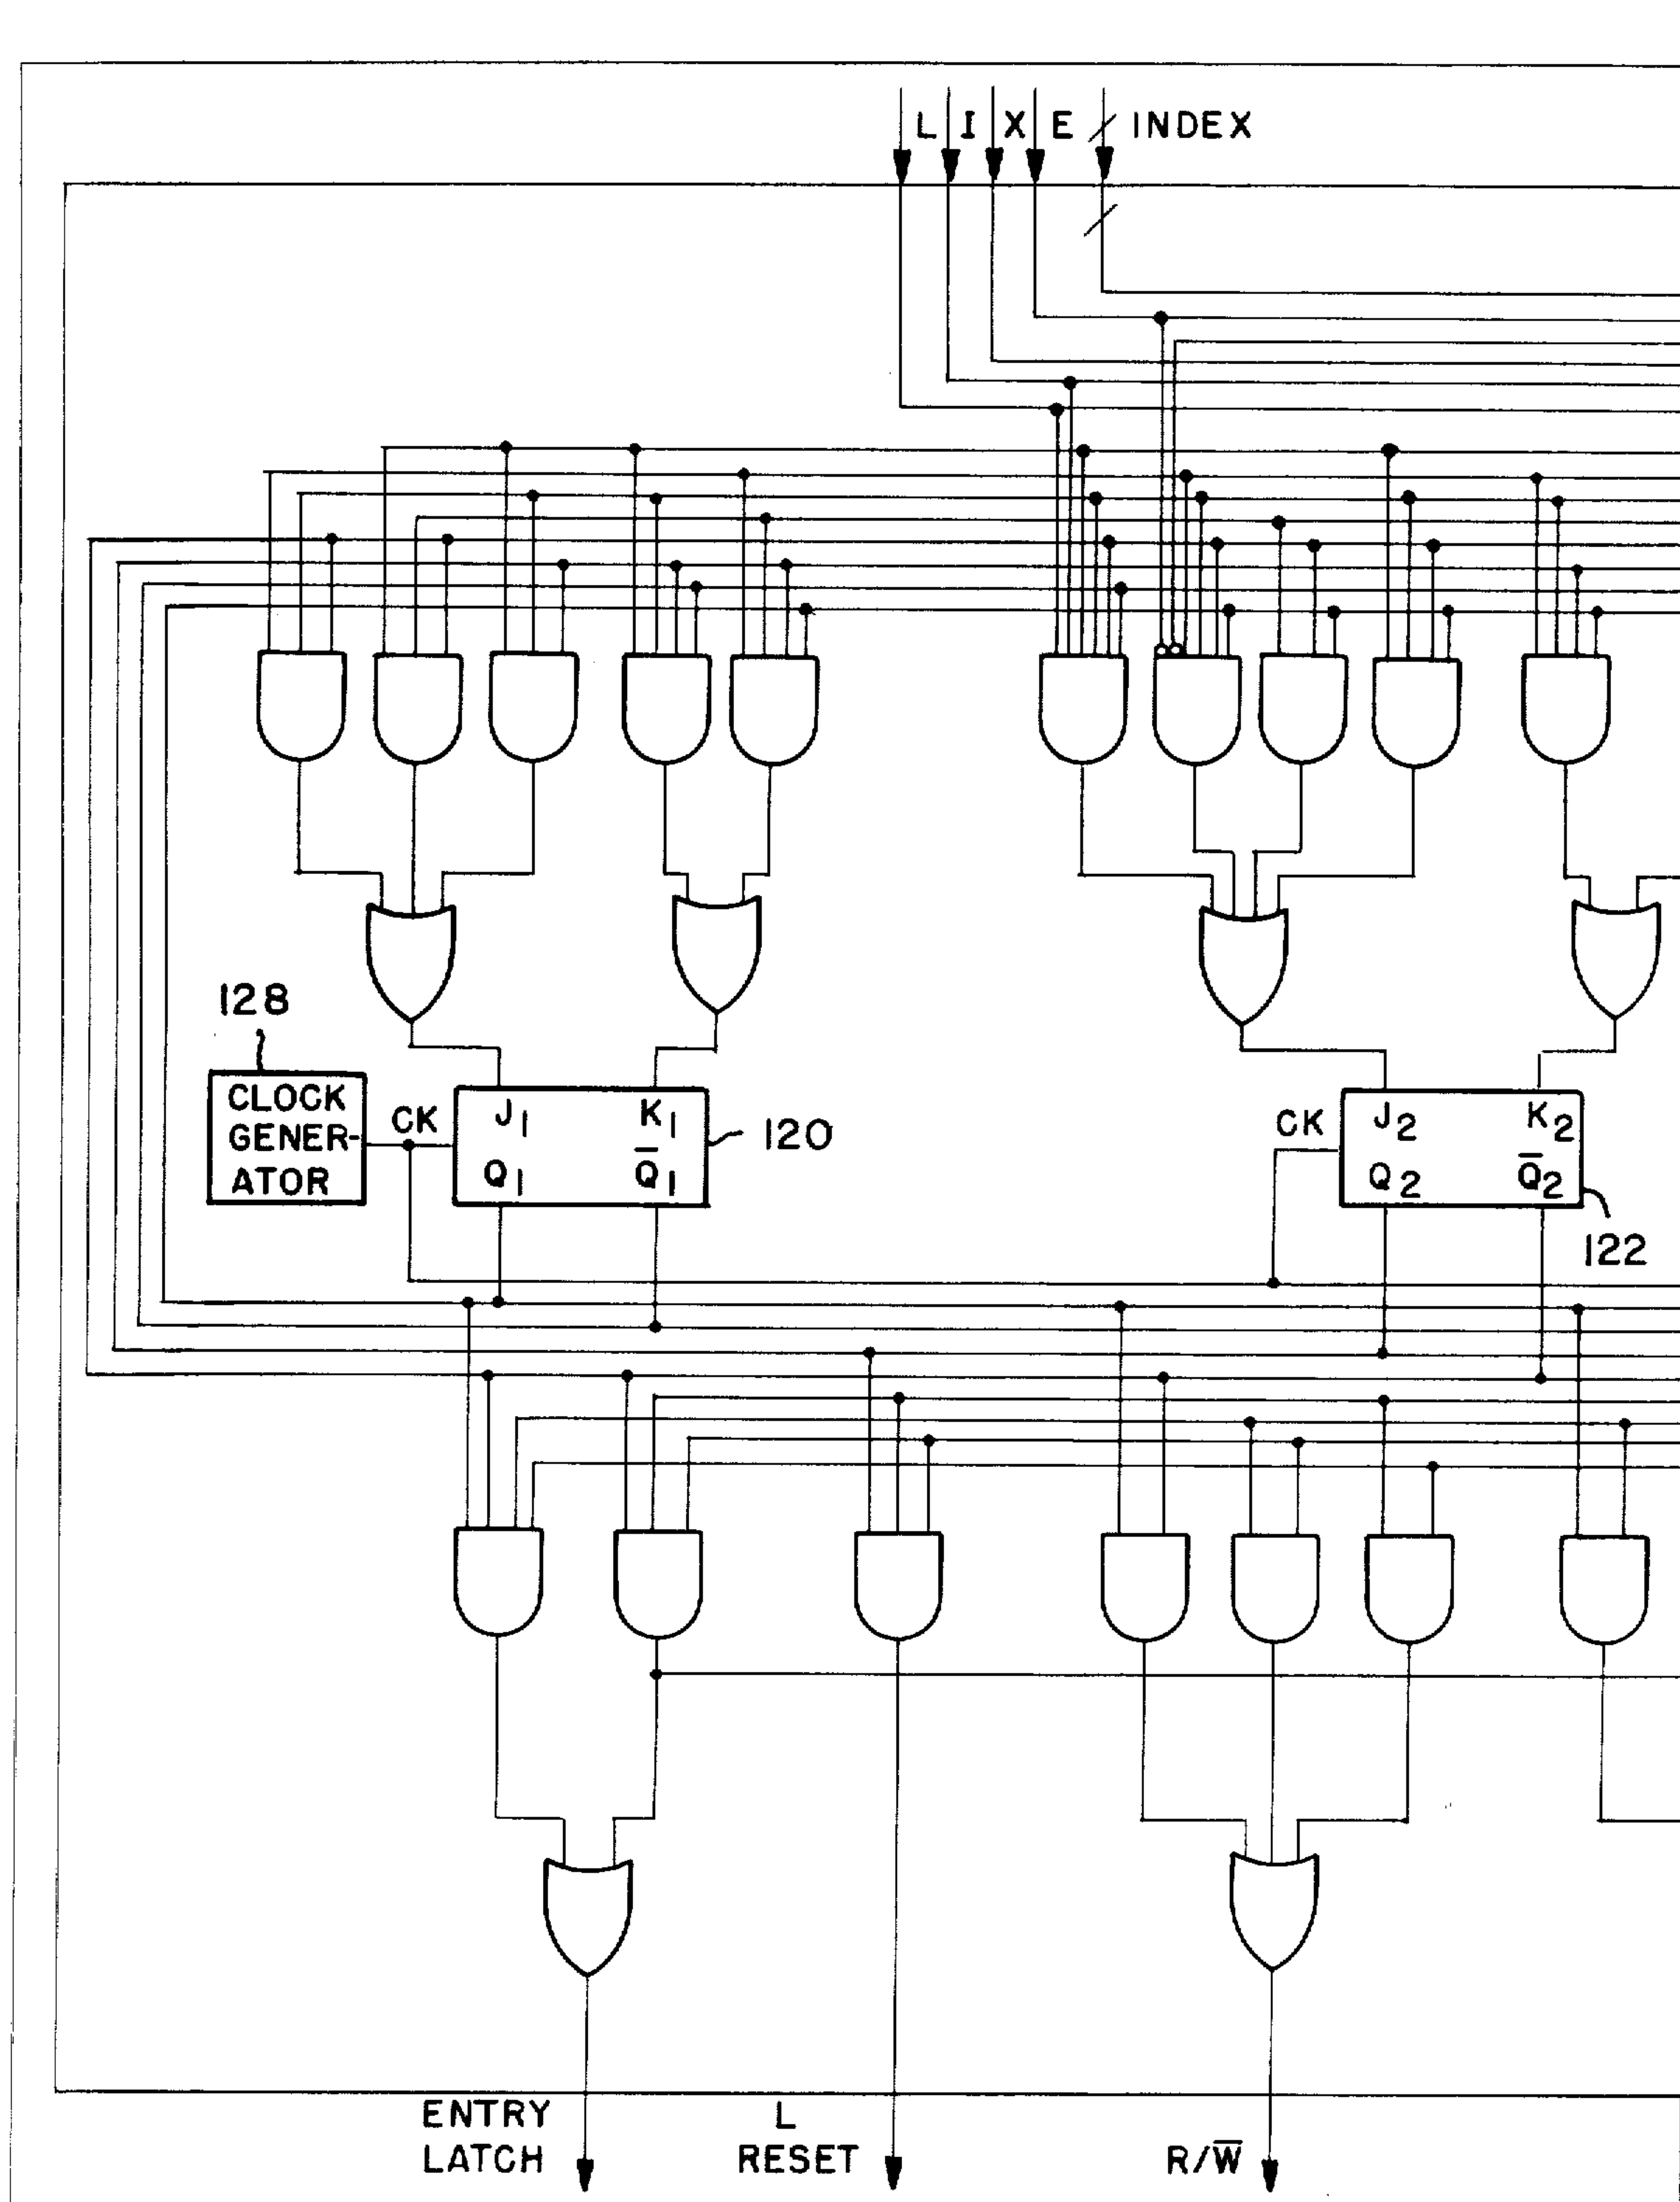 L I X E INDEX
128
CLOCK
GENER-
ATOR
CK
J1 K1
Q1 Q̅1
120
CK
J2 K2
Q2 Q̅2
122
ENTRY
LATCH
L
RESET
R/W̅